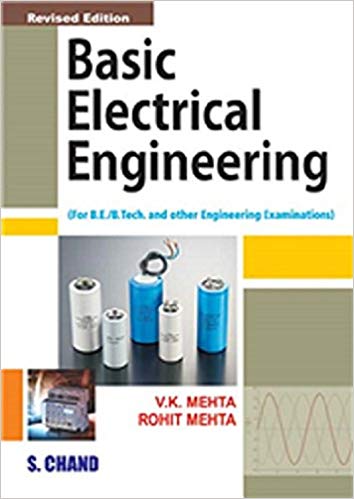 Revised Edition
Basic
Electrical
Engineering
(For B.E./B.Tech. and other Engineering Examinations)
V.K. MEHTA
ROHIT MEHTA
S. CHAND